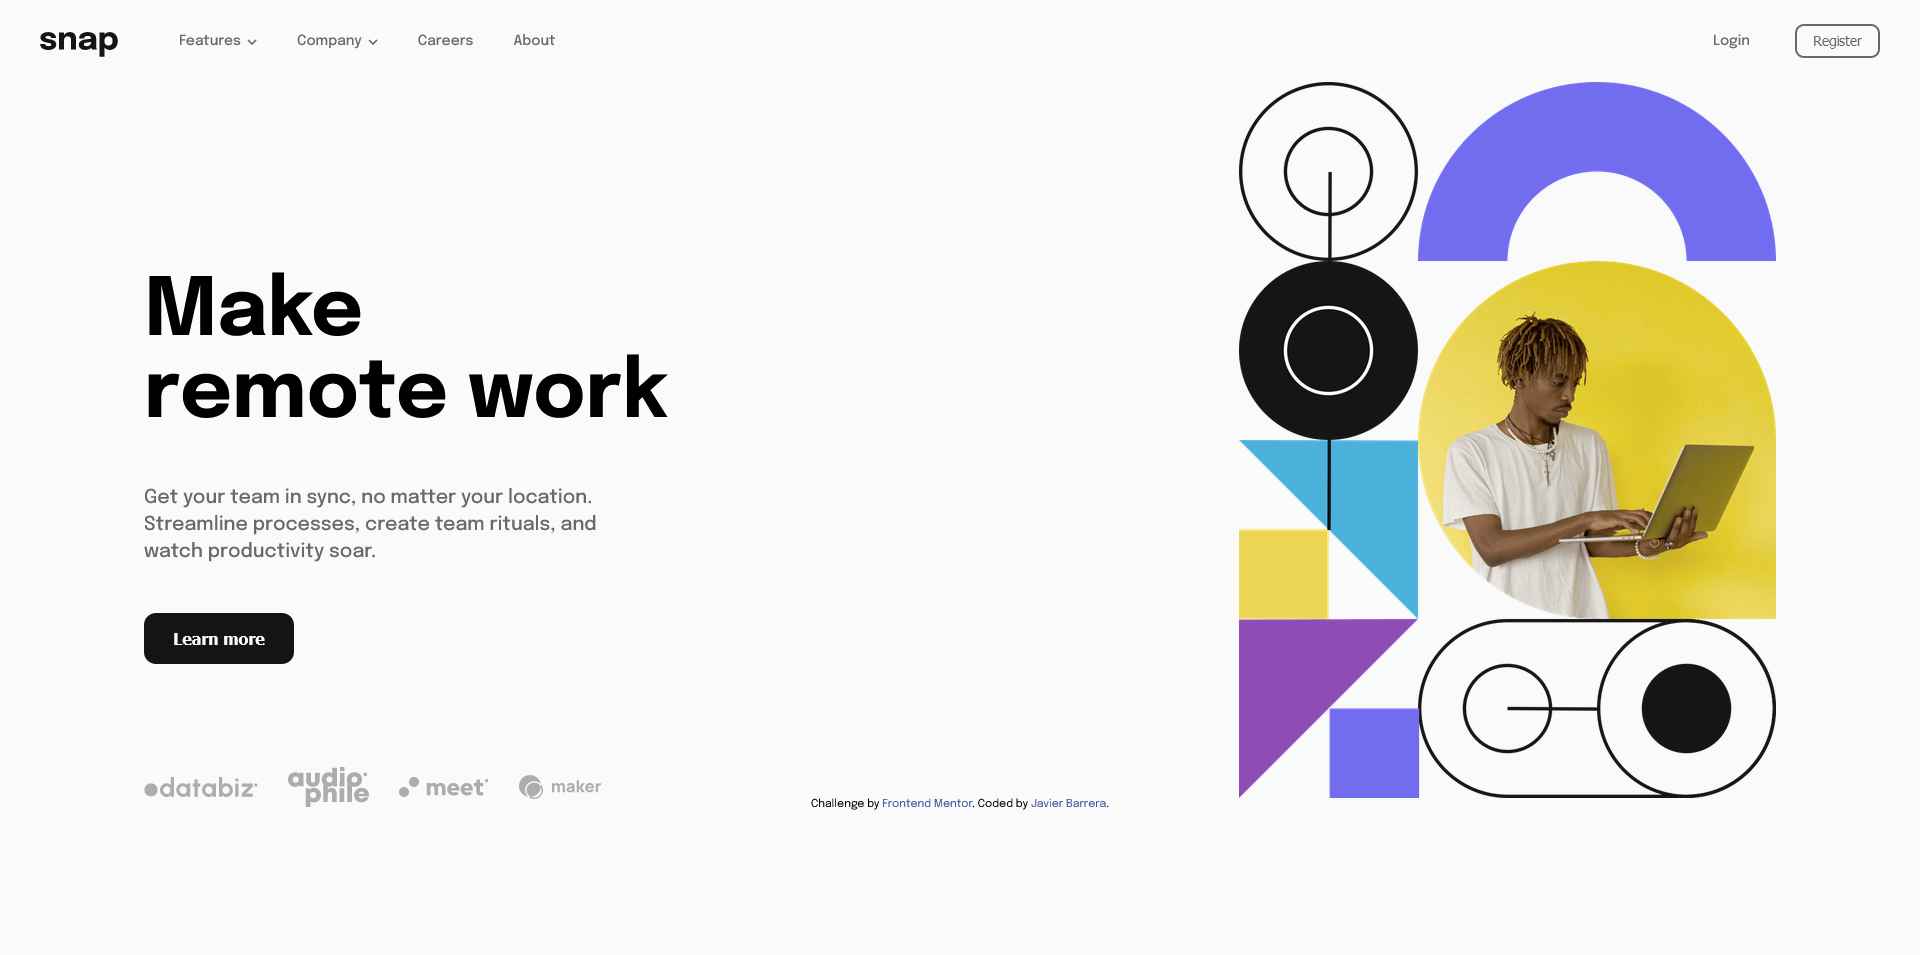 snap
Features
Company
Careers
About
Login
Register
Make
remote work
Get your team in sync, no matter your location.
Streamline processes, create team rituals, and
watch productivity soar.
Learn more
databiz
audio
phile
meet
maker
Challenge by Frontend Mentor. Coded by Javier Barrera.